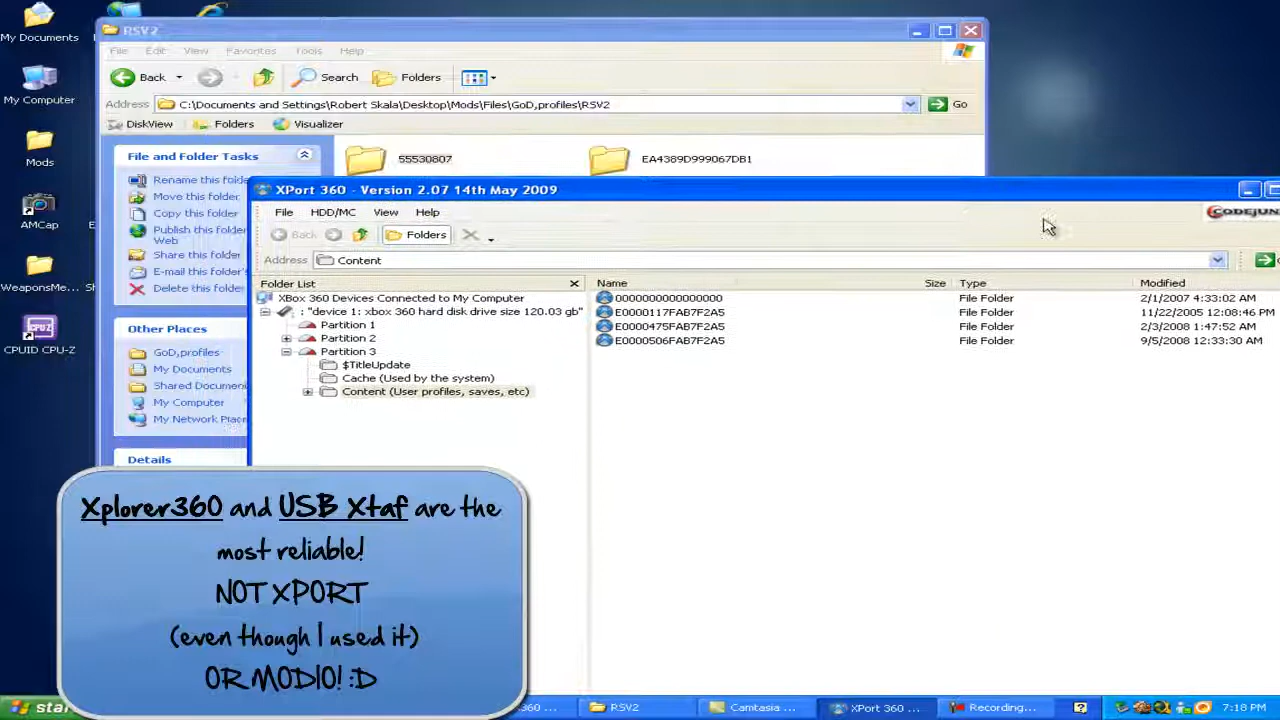 My Documents
My Computer
Mods
AMCap
WeaponsMe...
CPUID CPU-Z
RSV2
File Edit View Favorites Tools Help
Back Search Folders
Address C:\Documents and Settings\Robert Skala\Desktop\Mods\Files\GoD,profiles\RSV2 Go
DiskView Folders Visualizer
File and Folder Tasks
Rename this folde
Move this folder
Copy this folder
Publish this folde
Web
Share this folder
E-mail this folder's
Delete this folder
Other Places
GoD,profiles
My Documents
Shared Documen
My Computer
My Network Place
Details
55530807
EA4389D999067DB1
XPort 360 - Version 2.07 14th May 2009
File HDD/MC View Help
Back Folders
Address Content
Folder List
XBox 360 Devices Connected to My Computer
: "device 1: xbox 360 hard disk drive size 120.03 gb"
Partition 1
Partition 2
Partition 3
$TitleUpdate
Cache (Used by the system)
Content (User profiles, saves, etc)
Name Size Type Modified
0000000000000000 File Folder 2/1/2007 4:33:02 AM
E0000117FAB7F2A5 File Folder 11/22/2005 12:08:46 PM
E0000475FAB7F2A5 File Folder 2/3/2008 1:47:52 AM
E0000506FAB7F2A5 File Folder 9/5/2008 12:33:30 AM
Xplorer360 and USB Xtaf are the
most reliable!
NOT XPORT
(even though I used it)
OR MODIO! :D
star
360 ...
RSV2
Camtasia ...
XPort 360 ...
Recording...
7:18 PM